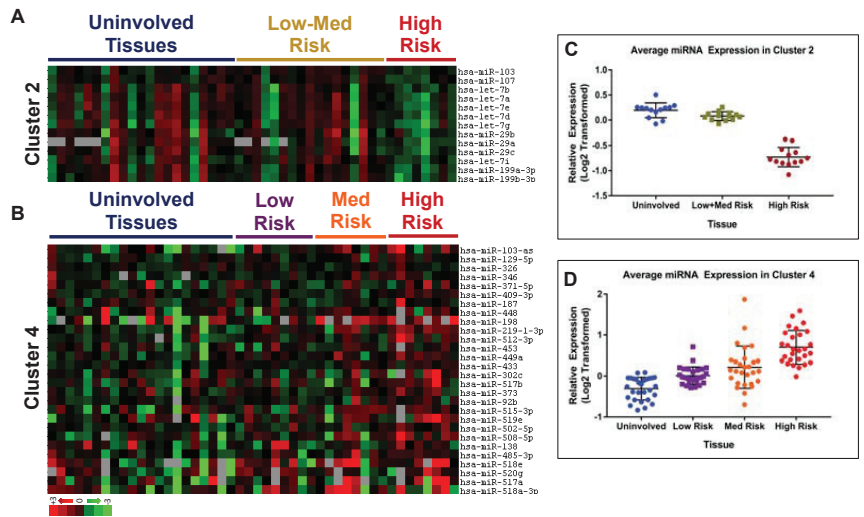 A
Uninvolved
Tissues
Low-Med
Risk
High
Risk
Cluster 2
hsa-miR-103
hsa-miR-107
hsa-let-7b
hsa-let-7a
hsa-let-7e
hsa-let-7d
hsa-let-7g
hsa-miR-29b
hsa-miR-29a
hsa-miR-29c
hsa-let-7i
hsa-miR-199a-3p
hsa-miR-199b-3p
B
Uninvolved
Tissues
Low
Risk
Med
Risk
High
Risk
Cluster 4
hsa-miR-103-as
hsa-miR-129-5p
hsa-miR-326
hsa-miR-346
hsa-miR-371-5p
hsa-miR-409-3p
hsa-miR-187
hsa-miR-448
hsa-miR-198
hsa-miR-219-1-3p
hsa-miR-512-3p
hsa-miR-453
hsa-miR-449a
hsa-miR-433
hsa-miR-302c
hsa-miR-517b
hsa-miR-373
hsa-miR-92b
hsa-miR-515-3p
hsa-miR-519e
hsa-miR-502-5p
hsa-miR-508-5p
hsa-miR-138
hsa-miR-485-3p
hsa-miR-518e
hsa-miR-520g
hsa-miR-517a
hsa-miR-518a-3p
+3 0 -3
C
Average miRNA Expression in Cluster 2
Relative Expression
(Log2 Transformed)
1.0
0.5
0.0
-0.5
-1.0
-1.5
Uninvolved Low+Med Risk High Risk
Tissue
D
Average miRNA Expression in Cluster 4
Relative Expression
(Log2 Transformed)
2
1
0
-1
Uninvolved Low Risk Med Risk High Risk
Tissue